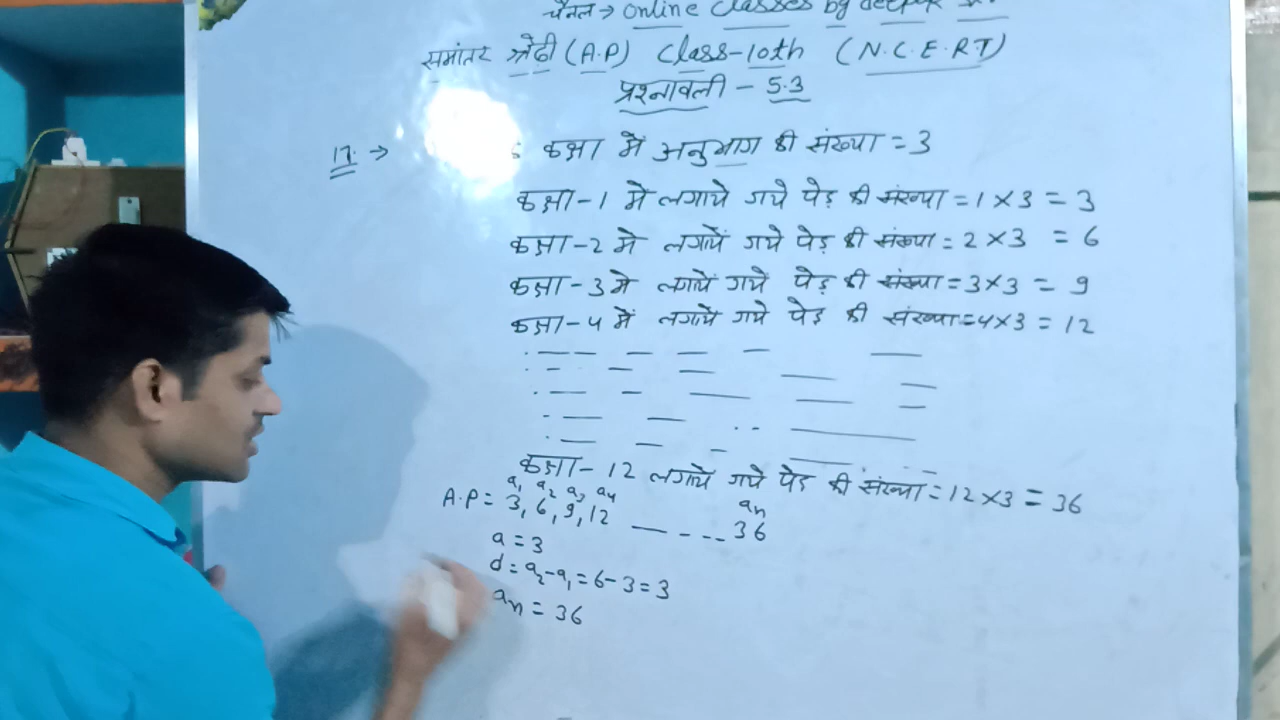 चैनल → Online Classes by deepak
समांतर श्रेढ़ी (A.P) Class-10th (N.C.E.R.T)
प्रश्नावली - 5.3
17. → कक्षा में अनुभाग की संख्या = 3
कक्षा-1 मे लगाये गये पेड़ की संख्या = 1 × 3 = 3
कक्षा-2 मे लगायें गये पेड़ की संख्या = 2 × 3 = 6
कक्षा-3 मे लगायें गये पेड़ की संख्या = 3 × 3 = 9
कक्षा-4 में लगाये गये पेड़ की संख्या = 4 × 3 = 12
कक्षा-12 लगाये गये पेड़ की संख्या = 12 × 3 = 36
a₁ a₂ a₃ a₄ aₙ
A.P = 3, 6, 9, 12 — - - - 36
a = 3
d = a₂ - a₁ = 6 - 3 = 3
aₙ = 36